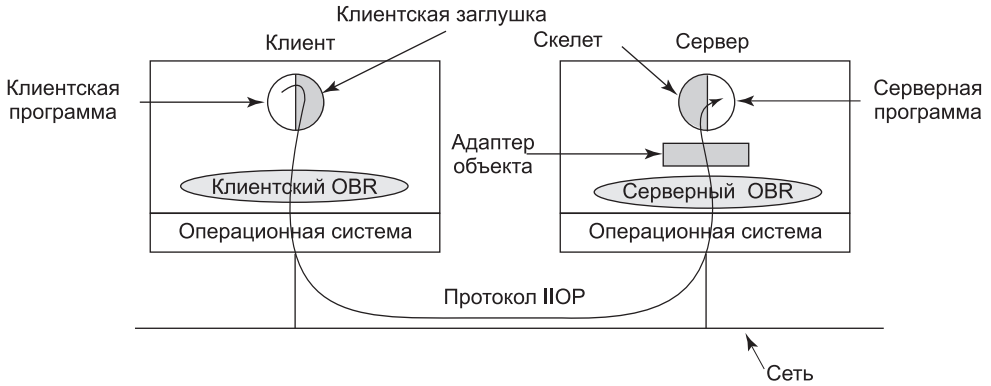 Клиентская заглушка
Клиент
Скелет
Сервер
Клиентская
программа
Серверная
программа
Адаптер
объекта
Клиентский OBR
Серверный OBR
Операционная система
Операционная система
Протокол IIOP
Сеть